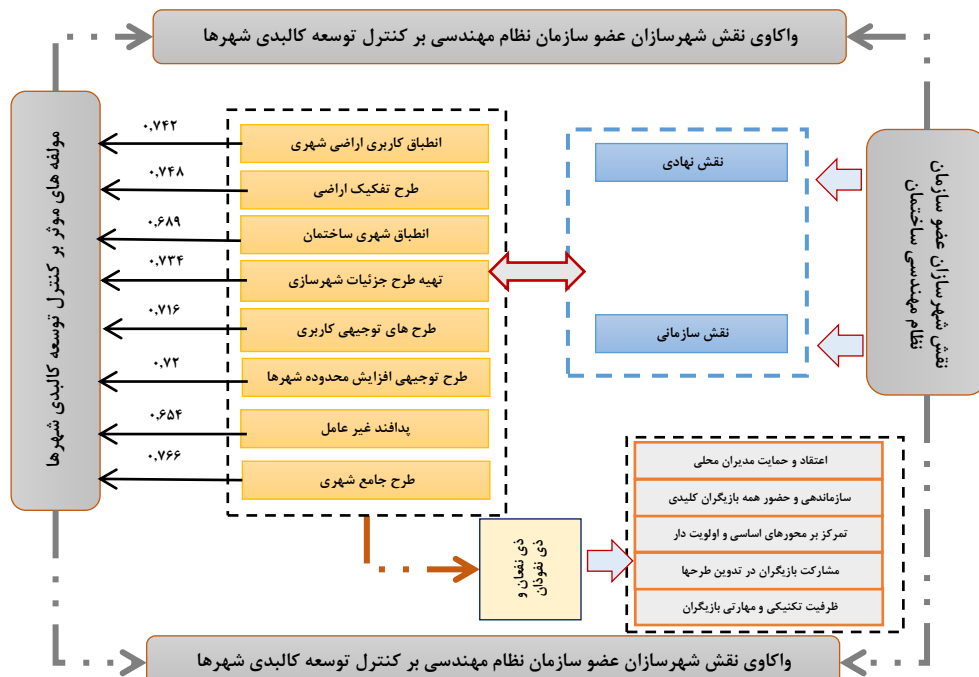 واکاوی نقش شهرسازان عضو سازمان نظام مهندسی بر کنترل توسعه کالبدی شهرها
نقش شهرسازان عضو سازمان
نظام مهندسی ساختمان
نقش نهادی
نقش سازمانی
انطباق کاربری اراضی شهری
طرح تفکیک اراضی
انطباق شهری ساختمان
تهیه طرح جزئیات شهرسازی
طرح های توجیهی کاربری
طرح توجیهی افزایش محدوده شهرها
پدافند غیر عامل
طرح جامع شهری
۰,۷۴۲
۰,۷۴۸
۰,۶۸۹
۰,۷۳۴
۰,۷۱۶
۰,۷۲
۰,۶۵۴
۰,۷۶۶
مولفه های موثر بر کنترل توسعه کالبدی شهرها
ذی نفعان و
ذی نفوذان
اعتقاد و حمایت مدیران محلی
سازماندهی و حضور همه بازیگران کلیدی
تمرکز بر محورهای اساسی و اولویت دار
مشارکت بازیگران در تدوین طرحها
ظرفیت تکنیکی و مهارتی بازیگران
واکاوی نقش شهرسازان عضو سازمان نظام مهندسی بر کنترل توسعه کالبدی شهرها